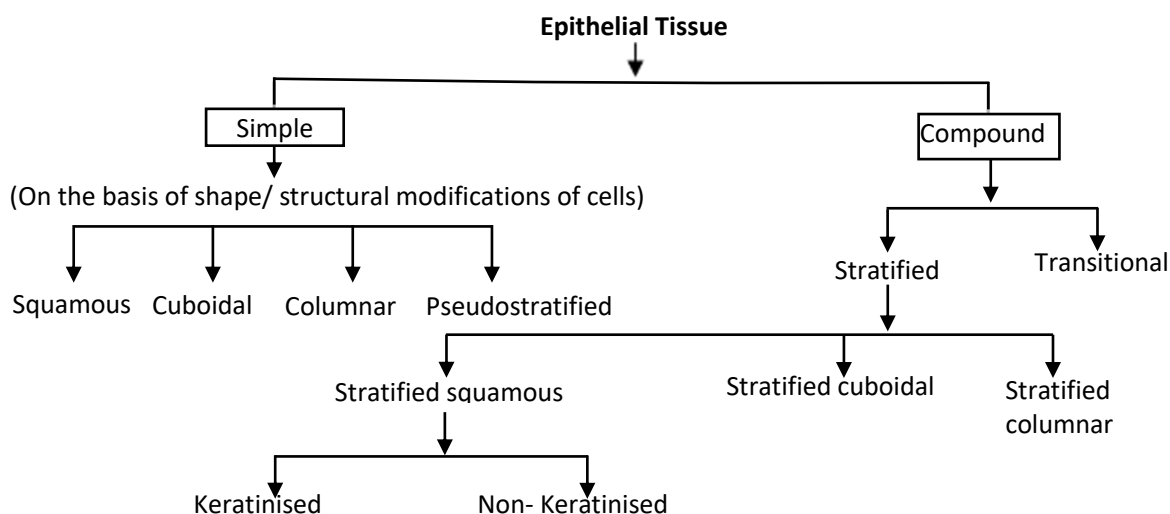 Epithelial Tissue
Simple
Compound
(On the basis of shape/ structural modifications of cells)
Squamous
Cuboidal
Columnar
Pseudostratified
Stratified
Transitional
Stratified squamous
Stratified cuboidal
Stratified
columnar
Keratinised
Non- Keratinised